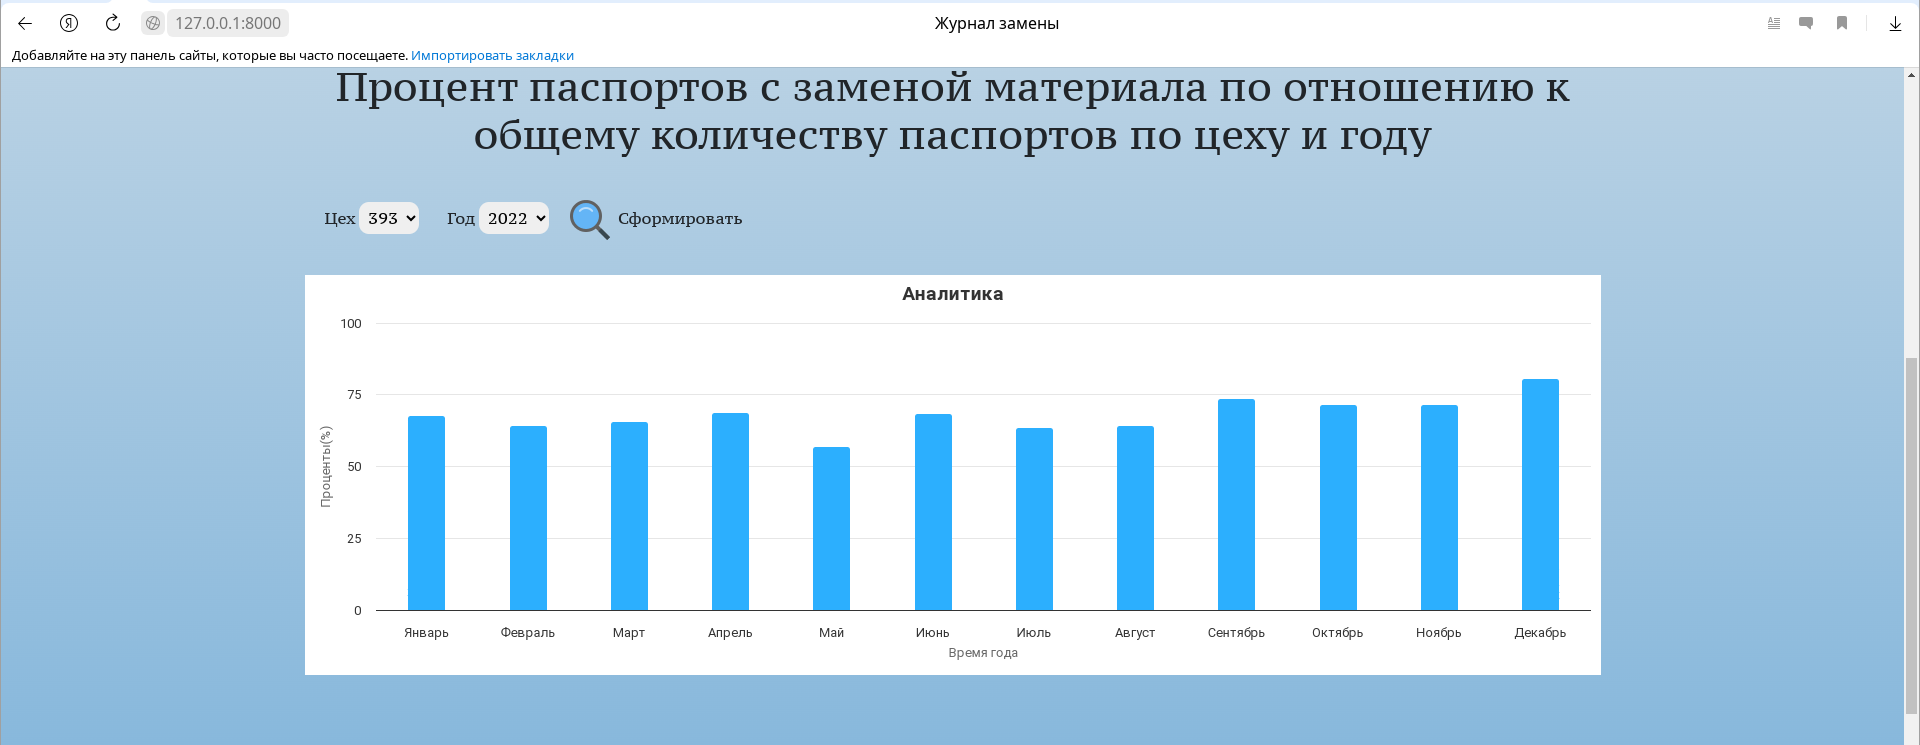 127.0.0.1:8000
Журнал замены
Добавляйте на эту панель сайты, которые вы часто посещаете. Импортировать закладки
Процент паспортов с заменой материала по отношению к
общему количеству паспортов по цеху и году
Цех 393 Год 2022 Сформировать
Аналитика
100
75
50
25
0
Проценты(%)
Январь Февраль Март Апрель Май Июнь Июль Август Сентябрь Октябрь Ноябрь Декабрь
Время года